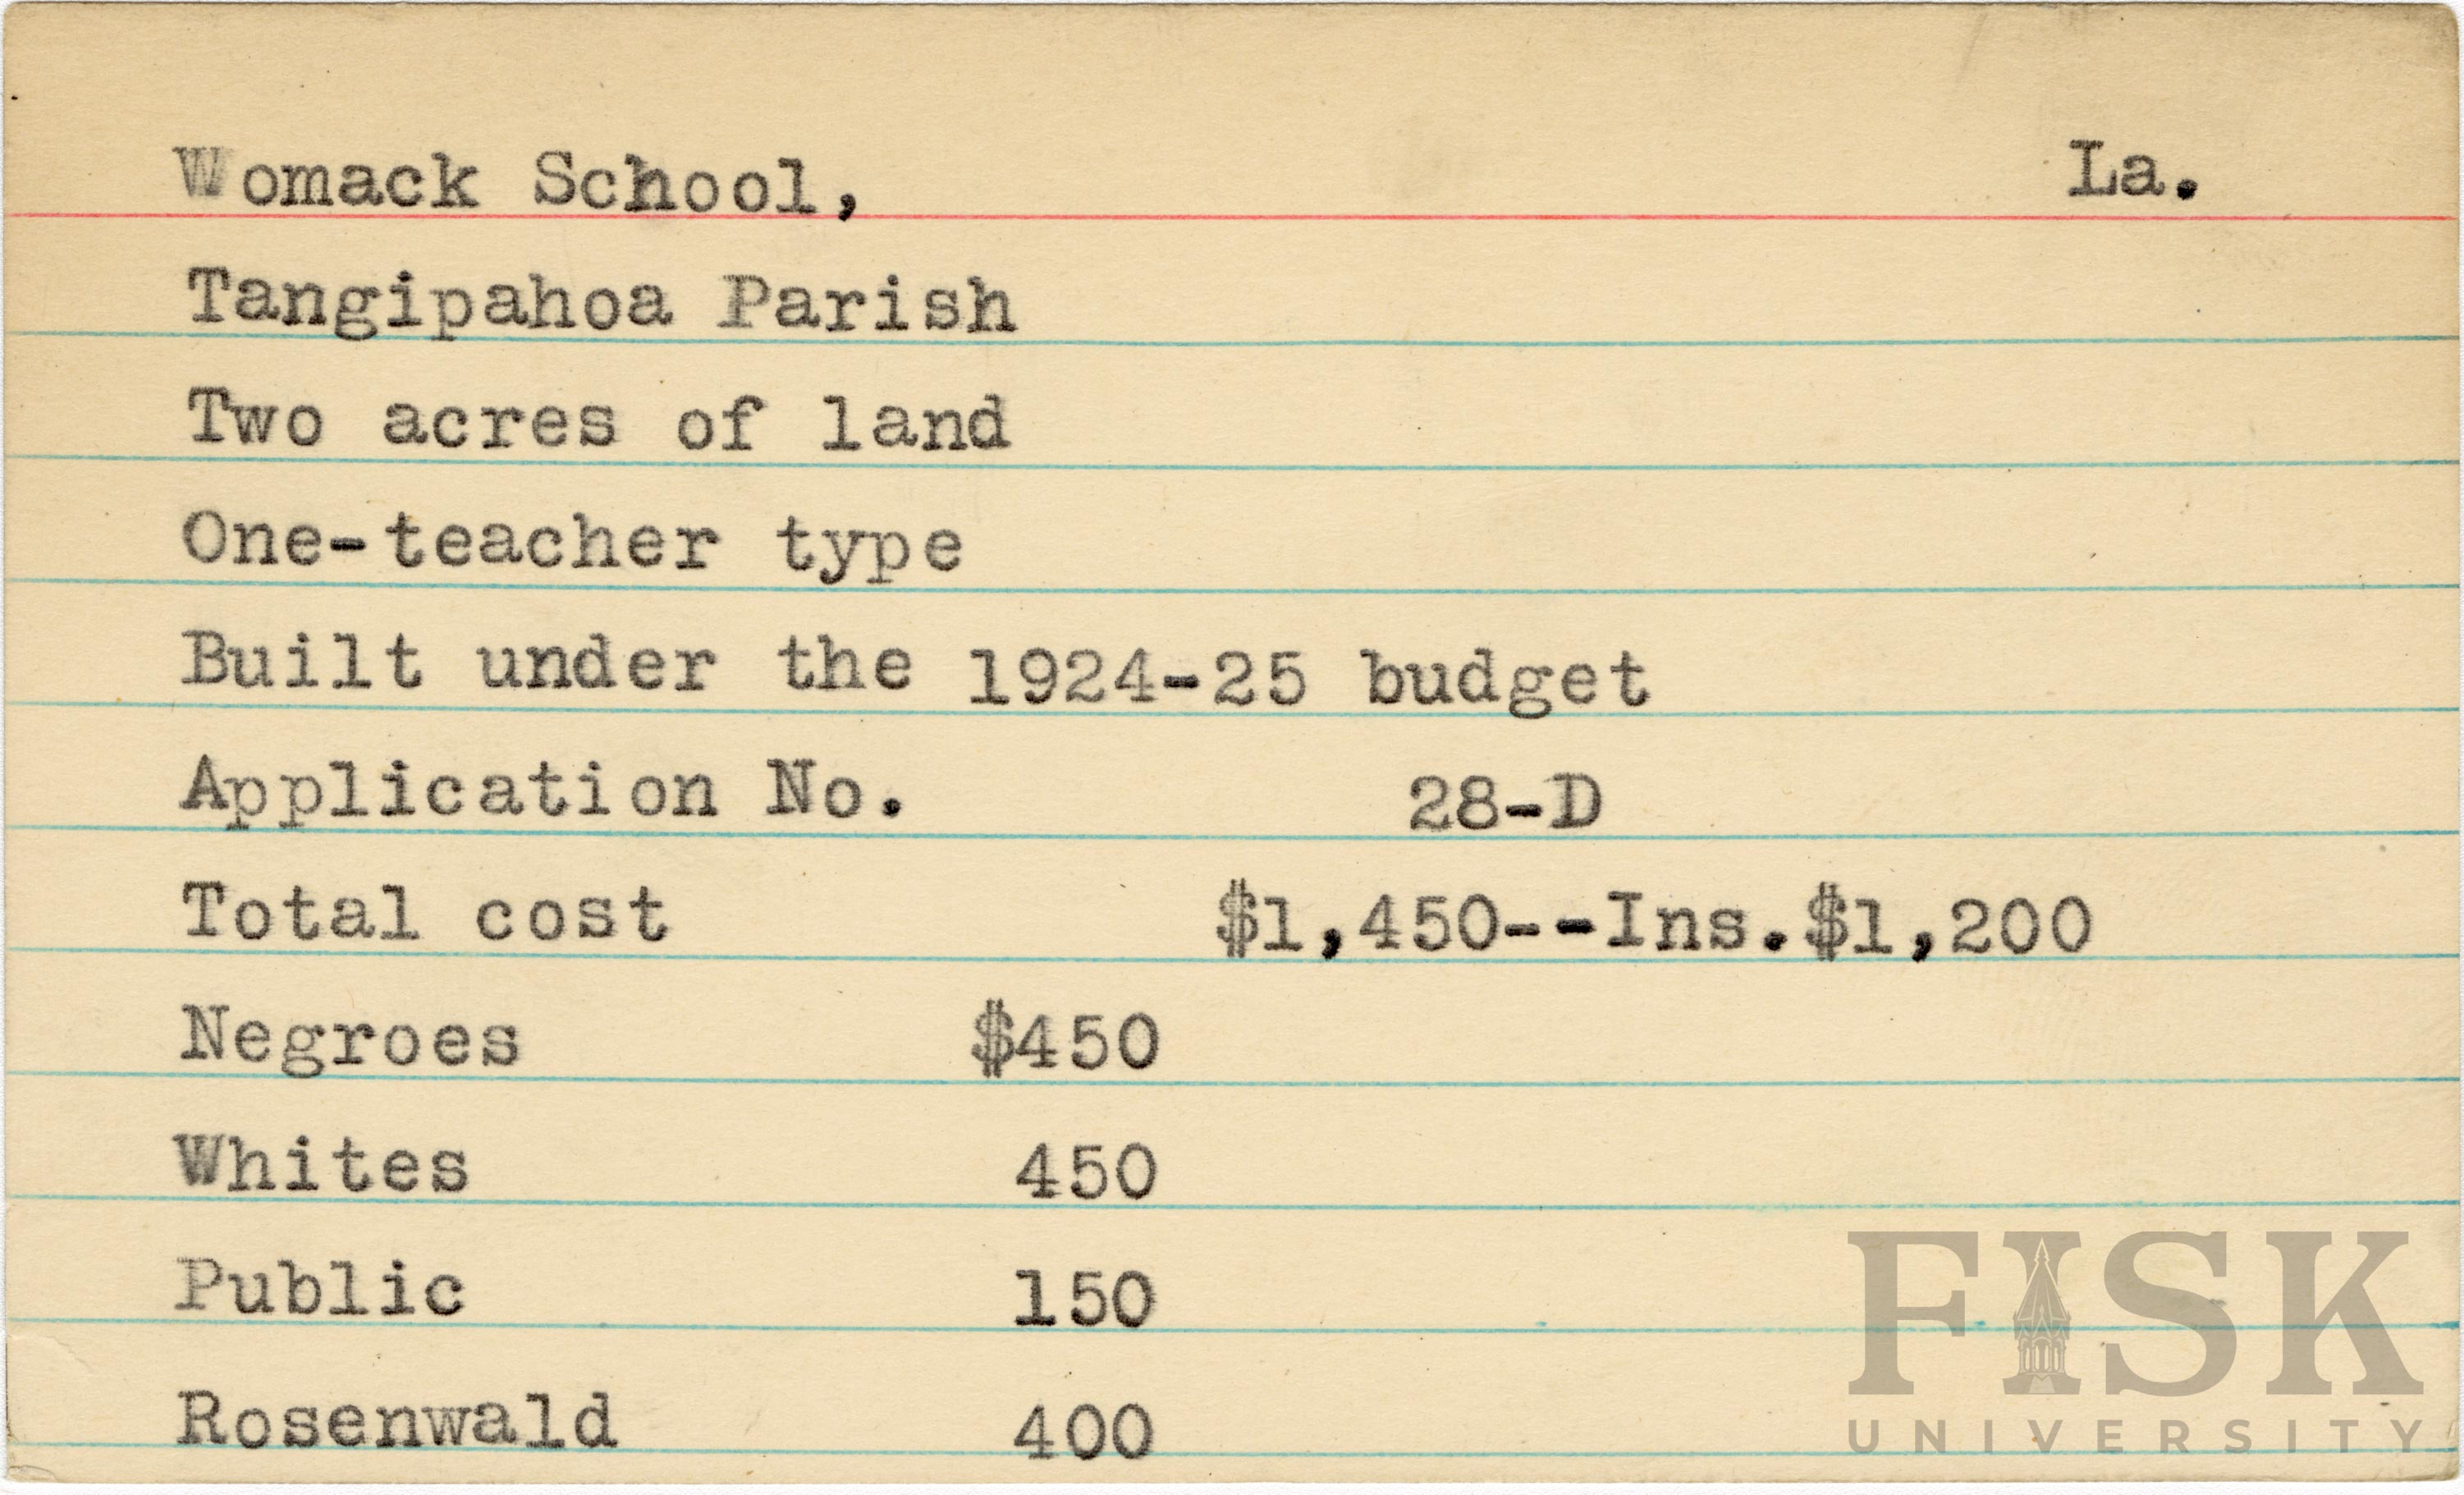 Womack School, La.
Tangipahoa Parish
Two acres of land
One-teacher type
Built under the 1924-25 budget
Application No. 28-D
Total cost $1,450--Ins.$1,200
Negroes $450
Whites 450
Public 150
Rosenwald 400
FISK
UNIVERSITY